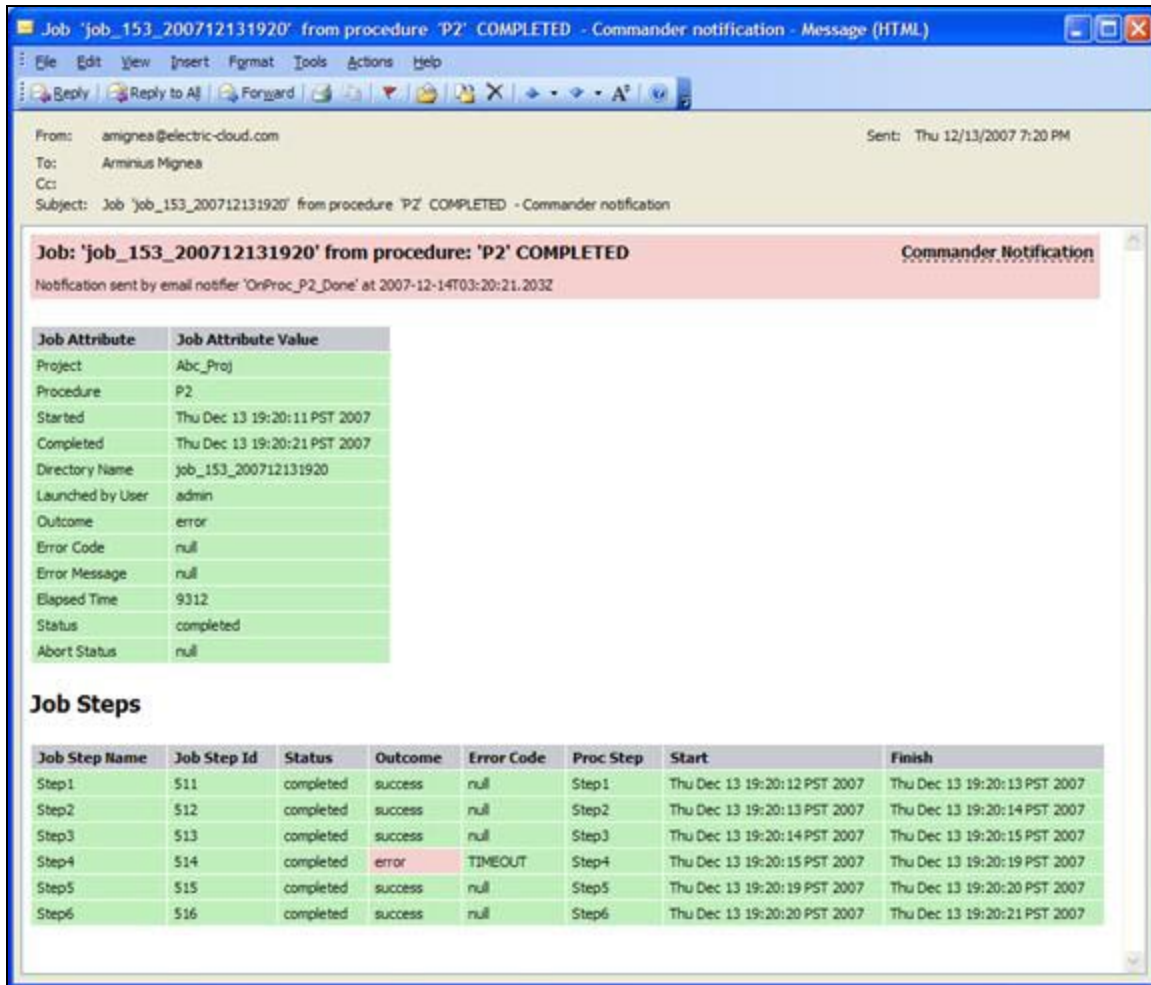 Job 'job_153_200712131920' from procedure 'P2' COMPLETED - Commander notification - Message (HTML)
File Edit View Insert Format Tools Actions Help
Reply Reply to All Forward
From: amignea@electric-cloud.com Sent: Thu 12/13/2007 7:20 PM
To: Arminius Mignea
Cc:
Subject: Job 'job_153_200712131920' from procedure 'P2' COMPLETED - Commander notification
Job: 'job_153_200712131920' from procedure: 'P2' COMPLETED Commander Notification
Notification sent by email notifier 'OnProc_P2_Done' at 2007-12-14T03:20:21.203Z
Job Attribute Job Attribute Value
Project Abc_Proj
Procedure P2
Started Thu Dec 13 19:20:11 PST 2007
Completed Thu Dec 13 19:20:21 PST 2007
Directory Name job_153_200712131920
Launched by User admin
Outcome error
Error Code null
Error Message null
Elapsed Time 9312
Status completed
Abort Status null
Job Steps
Job Step Name Job Step Id Status Outcome Error Code Proc Step Start Finish
Step1 511 completed success null Step1 Thu Dec 13 19:20:12 PST 2007 Thu Dec 13 19:20:13 PST 2007
Step2 512 completed success null Step2 Thu Dec 13 19:20:13 PST 2007 Thu Dec 13 19:20:14 PST 2007
Step3 513 completed success null Step3 Thu Dec 13 19:20:14 PST 2007 Thu Dec 13 19:20:15 PST 2007
Step4 514 completed error TIMEOUT Step4 Thu Dec 13 19:20:15 PST 2007 Thu Dec 13 19:20:19 PST 2007
Step5 515 completed success null Step5 Thu Dec 13 19:20:19 PST 2007 Thu Dec 13 19:20:20 PST 2007
Step6 516 completed success null Step6 Thu Dec 13 19:20:20 PST 2007 Thu Dec 13 19:20:21 PST 2007